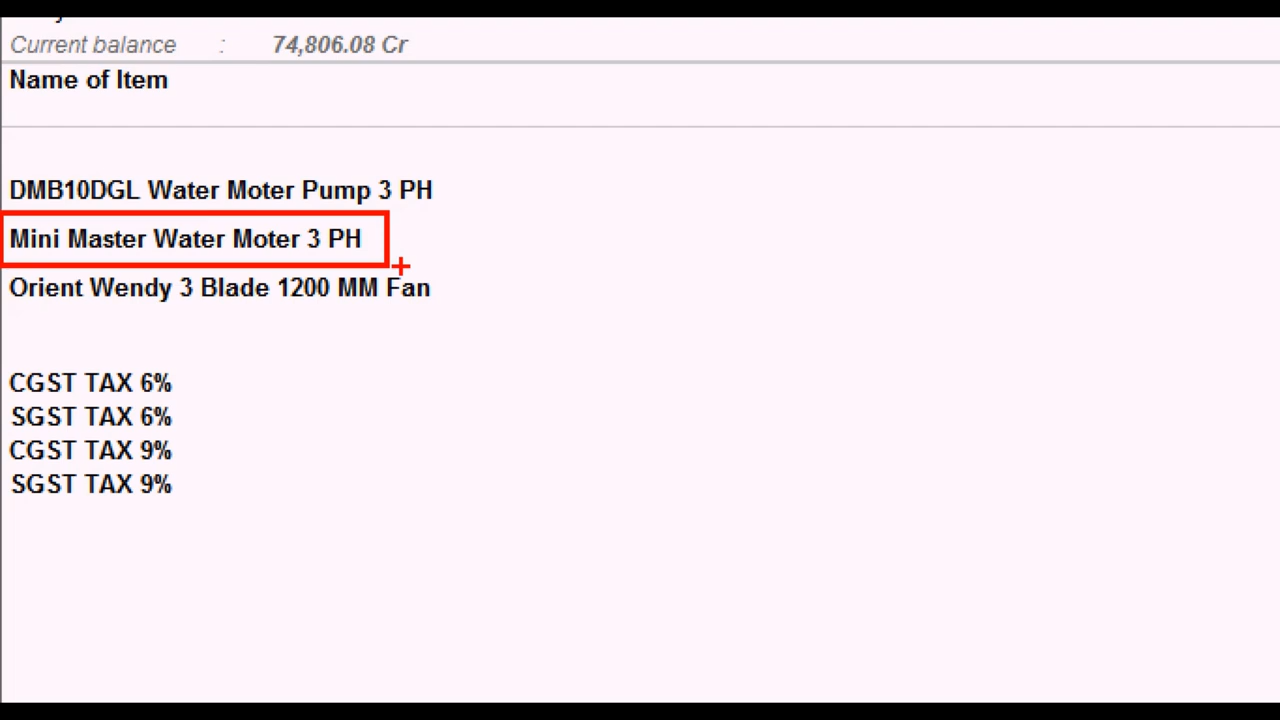 Current balance : 74,806.08 Cr
Name of Item
DMB10DGL Water Moter Pump 3 PH
Mini Master Water Moter 3 PH
Orient Wendy 3 Blade 1200 MM Fan
CGST TAX 6%
SGST TAX 6%
CGST TAX 9%
SGST TAX 9%